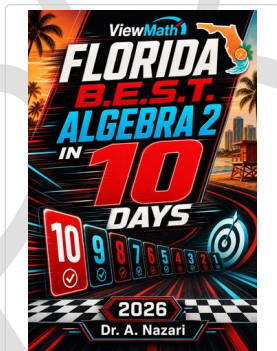 ViewMath
FLORIDA
B.E.S.T.
ALGEBRA 2
IN
10
DAYS
10 9 8 7 6 5 4 3 2 1
2026
Dr. A. Nazari